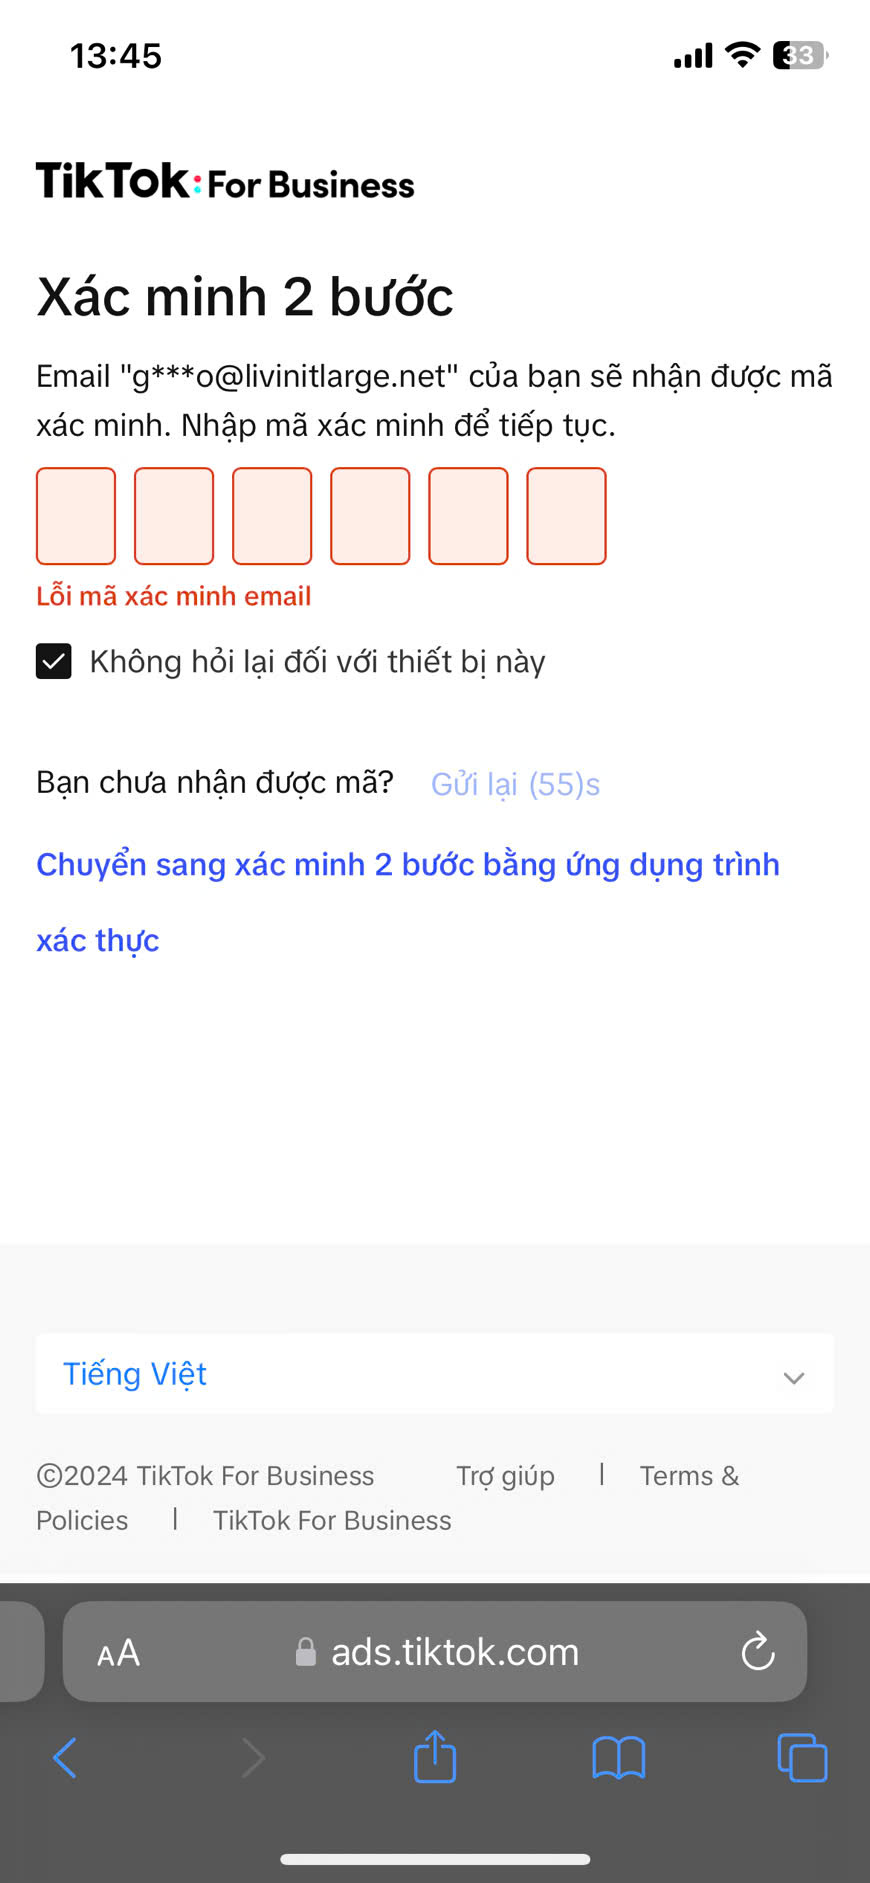 13:45
33
TikTok: For Business
Xác minh 2 bước
Email "g***o@livinitlarge.net" của bạn sẽ nhận được mã
xác minh. Nhập mã xác minh để tiếp tục.
Lỗi mã xác minh email
Không hỏi lại đối với thiết bị này
Bạn chưa nhận được mã? Gửi lại (55)s
Chuyển sang xác minh 2 bước bằng ứng dụng trình
xác thực
Tiếng Việt
©2024 TikTok For Business Trợ giúp | Terms &
Policies | TikTok For Business
AA ads.tiktok.com